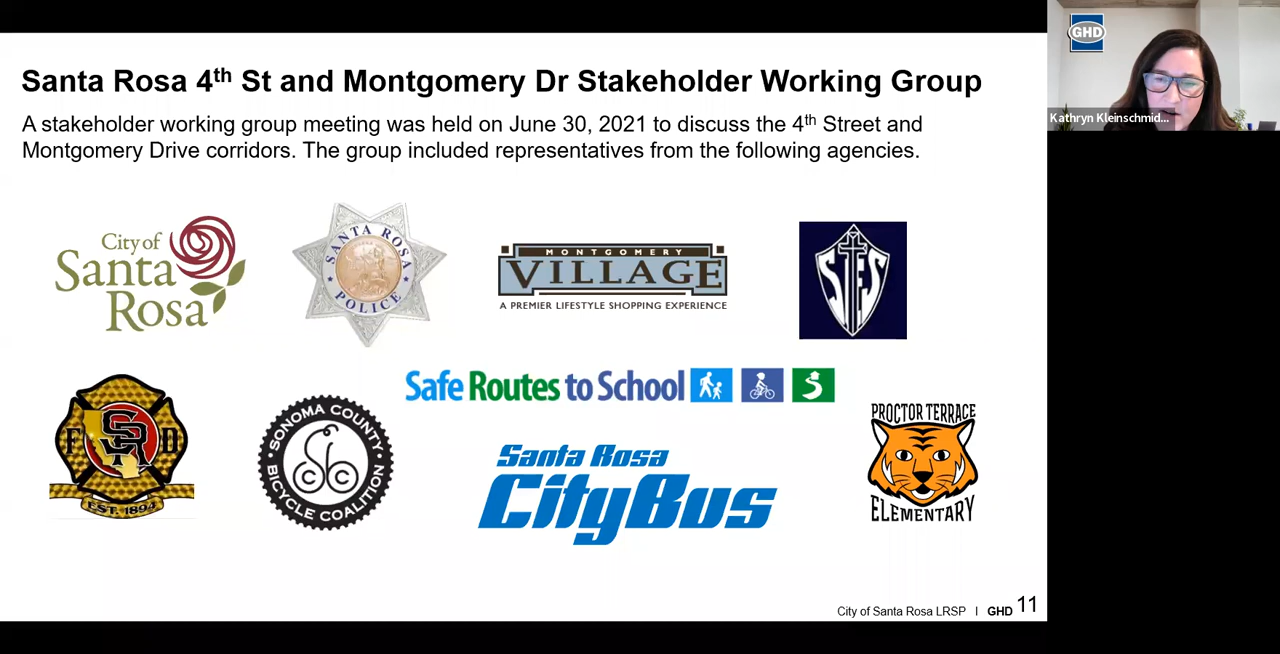 Santa Rosa 4th St and Montgomery Dr Stakeholder Working Group
A stakeholder working group meeting was held on June 30, 2021 to discuss the 4th Street and
Montgomery Drive corridors. The group included representatives from the following agencies.
GHD
Kathryn Kleinschmid...
City of
Santa
Rosa
SANTA ROSA
POLICE
MONTGOMERY
VILLAGE
A PREMIER LIFESTYLE SHOPPING EXPERIENCE
STES
F SR D
EST. 1894
SONOMA COUNTY
BICYCLE COALITION
Safe Routes to School
Santa Rosa
CityBus
PROCTOR TERRACE
ELEMENTARY
City of Santa Rosa LRSP | GHD 11